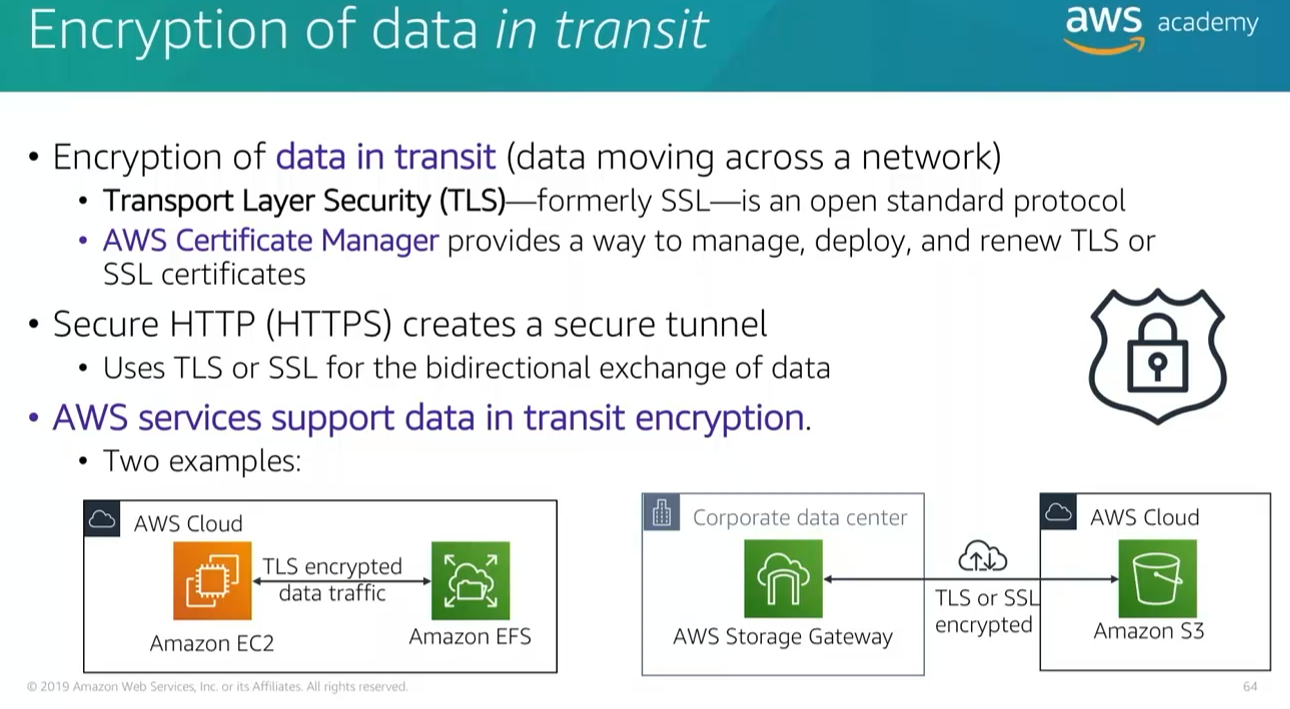 Encryption of data in transit
aws academy
• Encryption of data in transit (data moving across a network)
• Transport Layer Security (TLS)—formerly SSL—is an open standard protocol
• AWS Certificate Manager provides a way to manage, deploy, and renew TLS or
SSL certificates
• Secure HTTP (HTTPS) creates a secure tunnel
• Uses TLS or SSL for the bidirectional exchange of data
• AWS services support data in transit encryption.
• Two examples:
AWS Cloud
TLS encrypted
data traffic
Amazon EC2
Amazon EFS
Corporate data center
AWS Storage Gateway
TLS or SSL
encrypted
AWS Cloud
Amazon S3
© 2019 Amazon Web Services, Inc. or its Affiliates. All rights reserved.
64